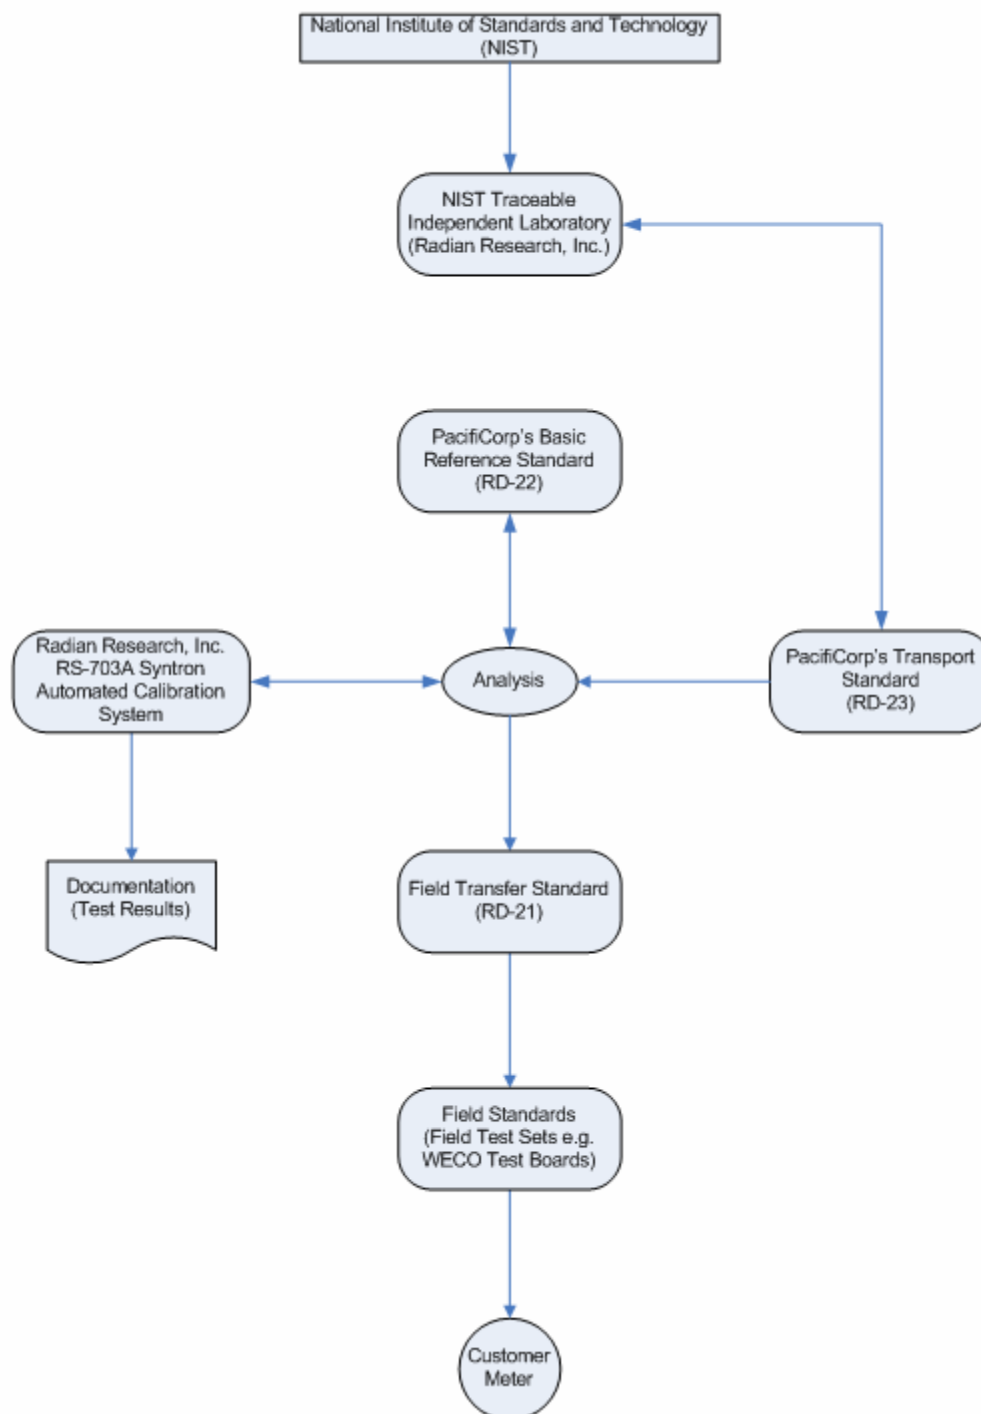 National Institute of Standards and Technology
(NIST)
NIST Traceable
Independent Laboratory
(Radian Research, Inc.)
PacifiCorp's Basic
Reference Standard
(RD-22)
Radian Research, Inc.
RS-703A Syntron
Automated Calibration
System
Analysis
PacifiCorp's Transport
Standard
(RD-23)
Documentation
(Test Results)
Field Transfer Standard
(RD-21)
Field Standards
(Field Test Sets e.g.
WECO Test Boards)
Customer
Meter